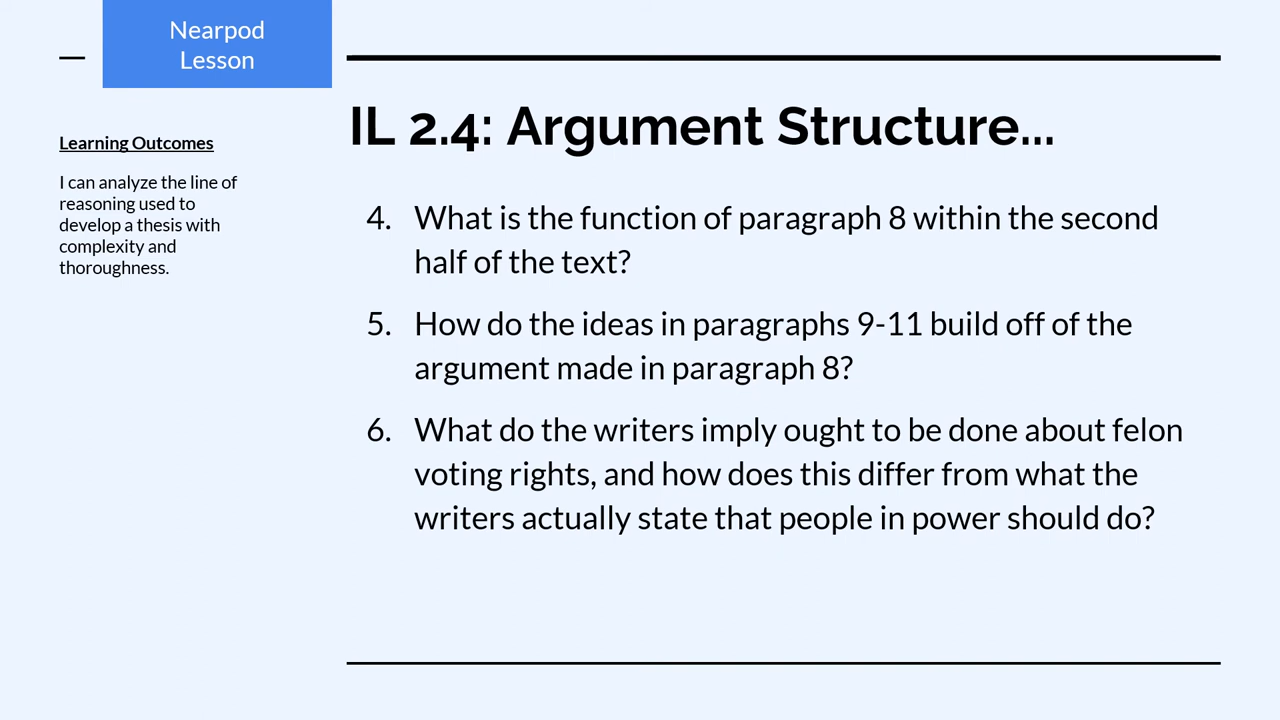 Nearpod
Lesson
Learning Outcomes
I can analyze the line of
reasoning used to
develop a thesis with
complexity and
thoroughness.
IL 2.4: Argument Structure...
4. What is the function of paragraph 8 within the second
half of the text?
5. How do the ideas in paragraphs 9-11 build off of the
argument made in paragraph 8?
6. What do the writers imply ought to be done about felon
voting rights, and how does this differ from what the
writers actually state that people in power should do?